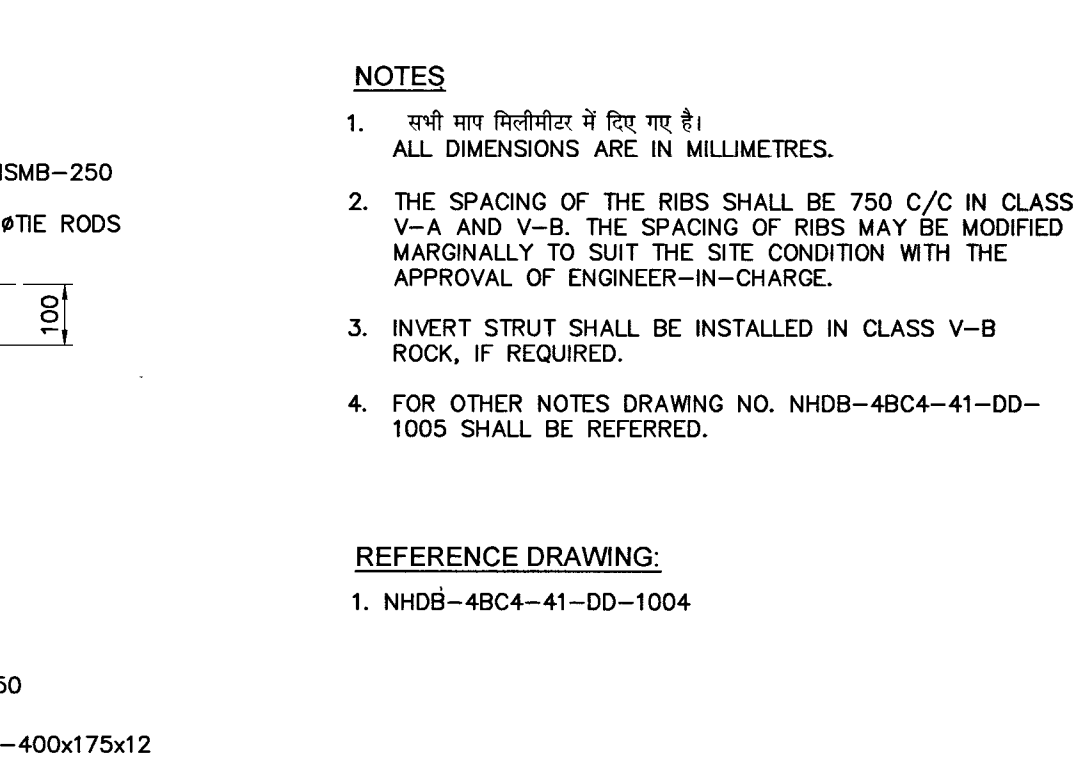 NOTES
1. सभी माप मिलीमीटर में दिए गए है।
ALL DIMENSIONS ARE IN MILLIMETRES.
ISMB-250
2. THE SPACING OF THE RIBS SHALL BE 750 C/C IN CLASS
V-A AND V-B. THE SPACING OF RIBS MAY BE MODIFIED
MARGINALLY TO SUIT THE SITE CONDITION WITH THE
APPROVAL OF ENGINEER-IN-CHARGE.
øTIE RODS
100
3. INVERT STRUT SHALL BE INSTALLED IN CLASS V-B
ROCK, IF REQUIRED.
4. FOR OTHER NOTES DRAWING NO. NHDB-4BC4-41-DD-
1005 SHALL BE REFERRED.
REFERENCE DRAWING:
1. NHDB-4BC4-41-DD-1004
-400x175x12